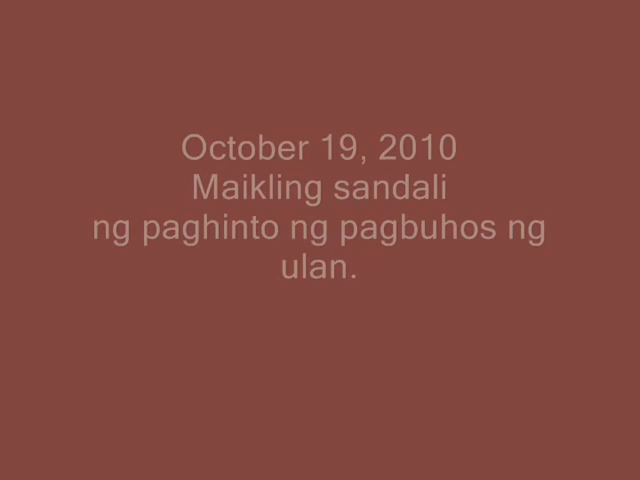 October 19, 2010
Maikling sandali
ng paghinto ng pagbuhos ng
ulan.